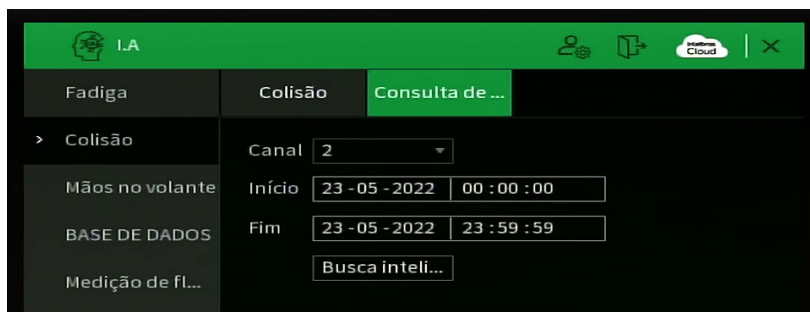 I.A
intelbras
Cloud
Fadiga
Colisão
Consulta de ...
> Colisão
Canal 2
Mãos no volante
Início 23 - 05 - 2022 00 : 00 : 00
BASE DE DADOS
Fim 23 - 05 - 2022 23 : 59 : 59
Busca inteli...
Medição de fl...